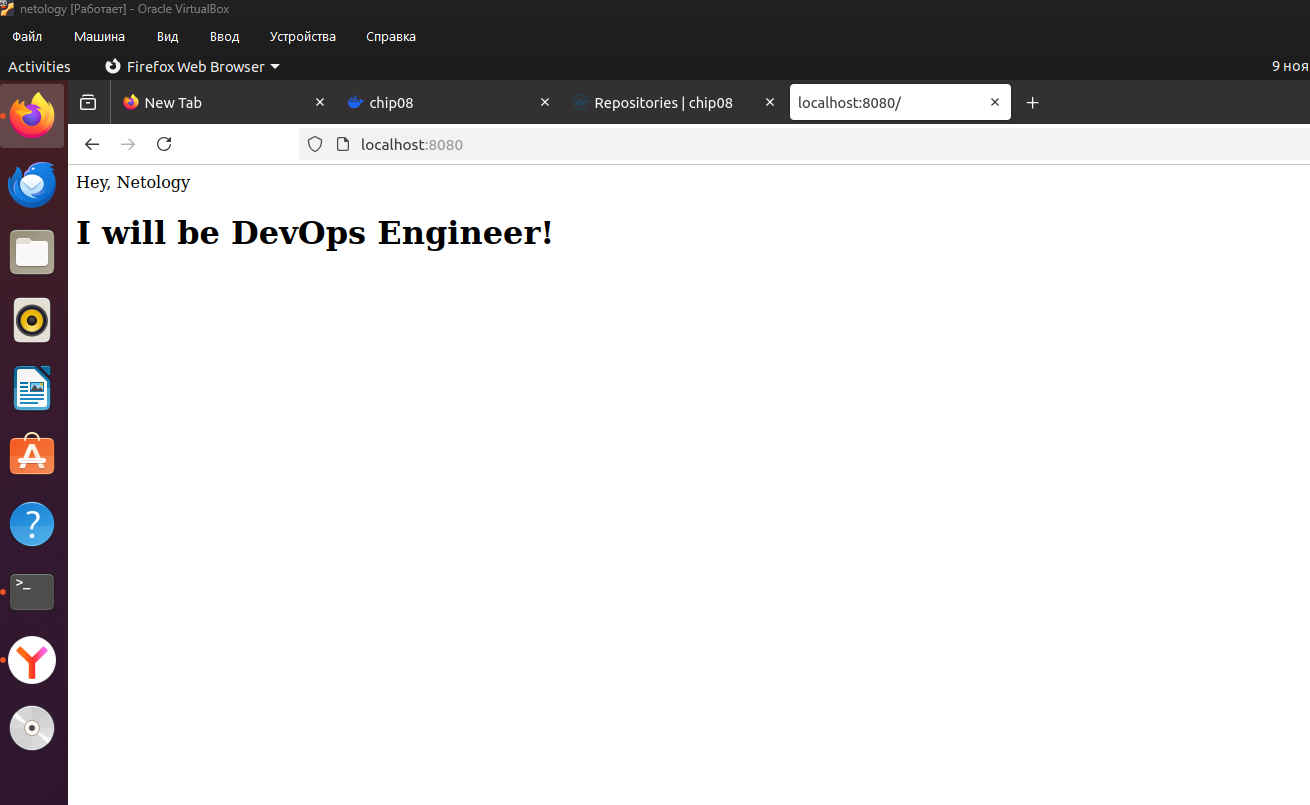 netology [Работает] - Oracle VirtualBox
Файл Машина Вид Ввод Устройства Справка
Activities Firefox Web Browser 9 ноя
New Tab chip08 Repositories | chip08 localhost:8080/
localhost:8080
Hey, Netology
I will be DevOps Engineer!